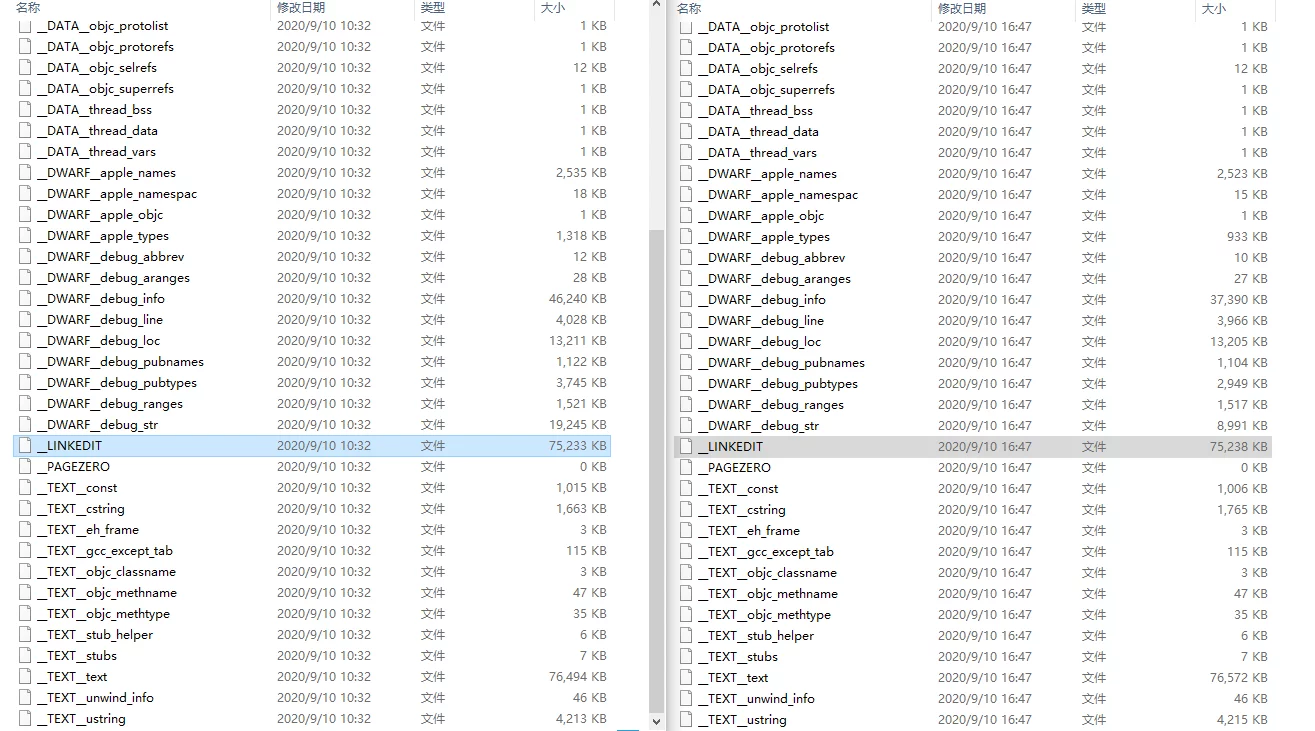 名称 修改日期 类型 大小
__DATA__objc_protolist 2020/9/10 10:32 文件 1 KB
__DATA__objc_protorefs 2020/9/10 10:32 文件 1 KB
__DATA__objc_selrefs 2020/9/10 10:32 文件 12 KB
__DATA__objc_superrefs 2020/9/10 10:32 文件 1 KB
__DATA__thread_bss 2020/9/10 10:32 文件 1 KB
__DATA__thread_data 2020/9/10 10:32 文件 1 KB
__DATA__thread_vars 2020/9/10 10:32 文件 1 KB
__DWARF__apple_names 2020/9/10 10:32 文件 2,535 KB
__DWARF__apple_namespac 2020/9/10 10:32 文件 18 KB
__DWARF__apple_objc 2020/9/10 10:32 文件 1 KB
__DWARF__apple_types 2020/9/10 10:32 文件 1,318 KB
__DWARF__debug_abbrev 2020/9/10 10:32 文件 12 KB
__DWARF__debug_aranges 2020/9/10 10:32 文件 28 KB
__DWARF__debug_info 2020/9/10 10:32 文件 46,240 KB
__DWARF__debug_line 2020/9/10 10:32 文件 4,028 KB
__DWARF__debug_loc 2020/9/10 10:32 文件 13,211 KB
__DWARF__debug_pubnames 2020/9/10 10:32 文件 1,122 KB
__DWARF__debug_pubtypes 2020/9/10 10:32 文件 3,745 KB
__DWARF__debug_ranges 2020/9/10 10:32 文件 1,521 KB
__DWARF__debug_str 2020/9/10 10:32 文件 19,245 KB
__LINKEDIT 2020/9/10 10:32 文件 75,233 KB
__PAGEZERO 2020/9/10 10:32 文件 0 KB
__TEXT__const 2020/9/10 10:32 文件 1,015 KB
__TEXT__cstring 2020/9/10 10:32 文件 1,663 KB
__TEXT__eh_frame 2020/9/10 10:32 文件 3 KB
__TEXT__gcc_except_tab 2020/9/10 10:32 文件 115 KB
__TEXT__objc_classname 2020/9/10 10:32 文件 3 KB
__TEXT__objc_methname 2020/9/10 10:32 文件 47 KB
__TEXT__objc_methtype 2020/9/10 10:32 文件 35 KB
__TEXT__stub_helper 2020/9/10 10:32 文件 6 KB
__TEXT__stubs 2020/9/10 10:32 文件 7 KB
__TEXT__text 2020/9/10 10:32 文件 76,494 KB
__TEXT__unwind_info 2020/9/10 10:32 文件 46 KB
__TEXT__ustring 2020/9/10 10:32 文件 4,213 KB
名称 修改日期 类型 大小
__DATA__objc_protolist 2020/9/10 16:47 文件 1 KB
__DATA__objc_protorefs 2020/9/10 16:47 文件 1 KB
__DATA__objc_selrefs 2020/9/10 16:47 文件 12 KB
__DATA__objc_superrefs 2020/9/10 16:47 文件 1 KB
__DATA__thread_bss 2020/9/10 16:47 文件 1 KB
__DATA__thread_data 2020/9/10 16:47 文件 1 KB
__DATA__thread_vars 2020/9/10 16:47 文件 1 KB
__DWARF__apple_names 2020/9/10 16:47 文件 2,523 KB
__DWARF__apple_namespac 2020/9/10 16:47 文件 15 KB
__DWARF__apple_objc 2020/9/10 16:47 文件 1 KB
__DWARF__apple_types 2020/9/10 16:47 文件 933 KB
__DWARF__debug_abbrev 2020/9/10 16:47 文件 10 KB
__DWARF__debug_aranges 2020/9/10 16:47 文件 27 KB
__DWARF__debug_info 2020/9/10 16:47 文件 37,390 KB
__DWARF__debug_line 2020/9/10 16:47 文件 3,966 KB
__DWARF__debug_loc 2020/9/10 16:47 文件 13,205 KB
__DWARF__debug_pubnames 2020/9/10 16:47 文件 1,104 KB
__DWARF__debug_pubtypes 2020/9/10 16:47 文件 2,949 KB
__DWARF__debug_ranges 2020/9/10 16:47 文件 1,517 KB
__DWARF__debug_str 2020/9/10 16:47 文件 8,991 KB
__LINKEDIT 2020/9/10 16:47 文件 75,238 KB
__PAGEZERO 2020/9/10 16:47 文件 0 KB
__TEXT__const 2020/9/10 16:47 文件 1,006 KB
__TEXT__cstring 2020/9/10 16:47 文件 1,765 KB
__TEXT__eh_frame 2020/9/10 16:47 文件 3 KB
__TEXT__gcc_except_tab 2020/9/10 16:47 文件 115 KB
__TEXT__objc_classname 2020/9/10 16:47 文件 3 KB
__TEXT__objc_methname 2020/9/10 16:47 文件 47 KB
__TEXT__objc_methtype 2020/9/10 16:47 文件 35 KB
__TEXT__stub_helper 2020/9/10 16:47 文件 6 KB
__TEXT__stubs 2020/9/10 16:47 文件 7 KB
__TEXT__text 2020/9/10 16:47 文件 76,572 KB
__TEXT__unwind_info 2020/9/10 16:47 文件 46 KB
__TEXT__ustring 2020/9/10 16:47 文件 4,215 KB